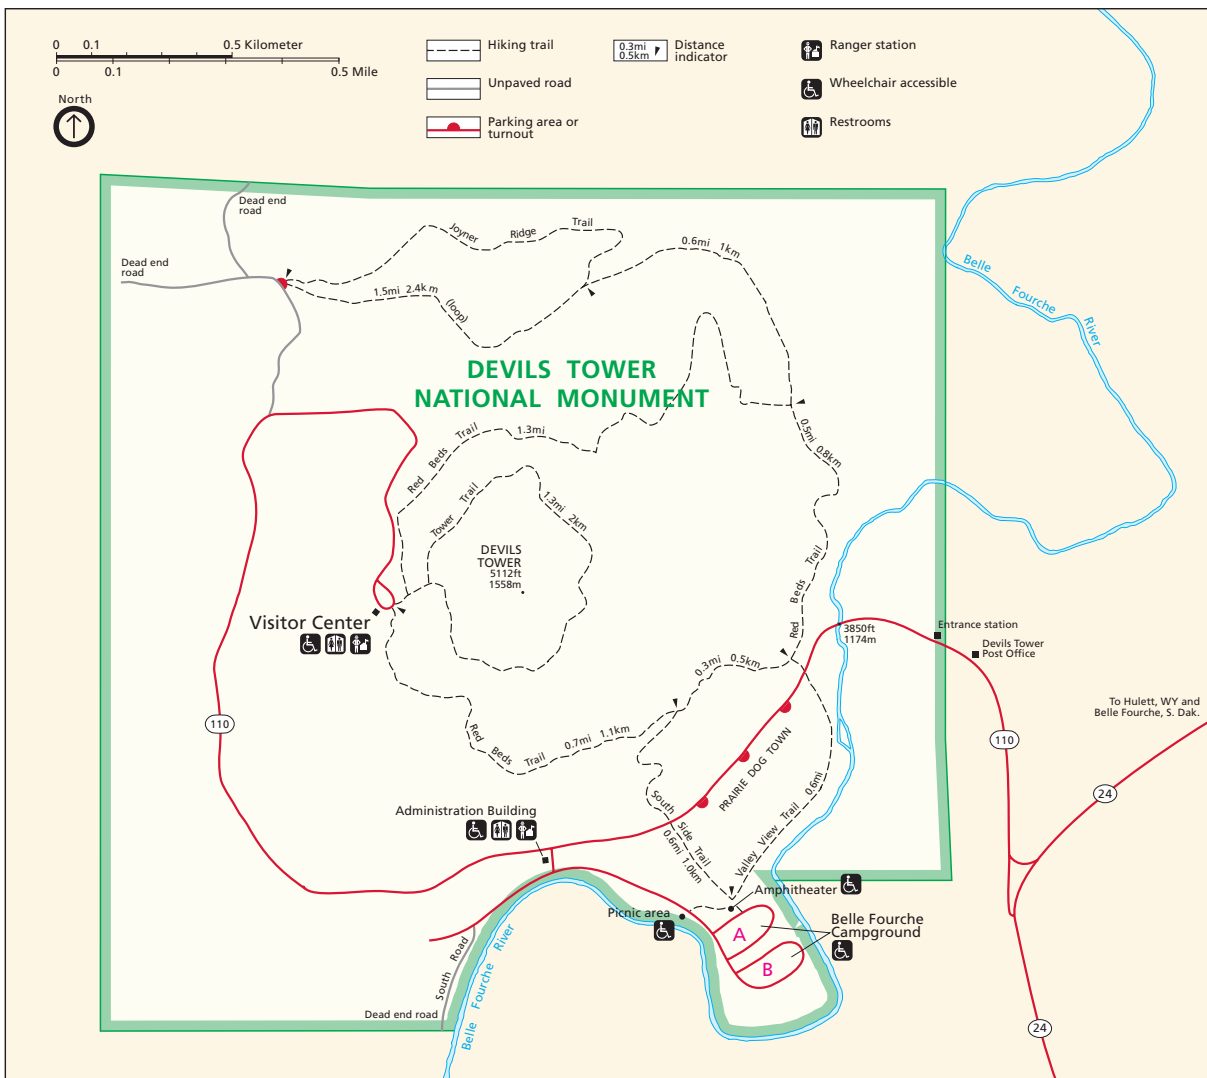 0 0.1 0.5 Kilometer
0 0.1 0.5 Mile
North
Hiking trail
Unpaved road
Parking area or
turnout
0.3mi
0.5km
Distance
indicator
Ranger station
Wheelchair accessible
Restrooms
Dead end
road
Dead end
road
Joyner Ridge Trail
0.6mi 1km
1.5mi 2.4km (loop)
Belle Fourche River
DEVILS TOWER
NATIONAL MONUMENT
Red Beds Trail 1.3mi
0.5mi 0.8km
Tower Trail
1.3mi 2km
DEVILS
TOWER
5112ft
1558m
Red Beds Trail
Visitor Center
3850ft
1174m
Entrance station
Devils Tower
Post Office
0.3mi 0.5km
To Hulett, WY and
Belle Fourche, S. Dak.
110
Red Beds Trail 0.7mi 1.1km
110
PRAIRIE DOG TOWN
24
Administration Building
South Side Trail
0.6mi 1.0km
Valley View Trail 0.6mi
Amphitheater
Picnic area
Belle Fourche
Campground
A
B
South Road
Dead end road
Belle Fourche River
24